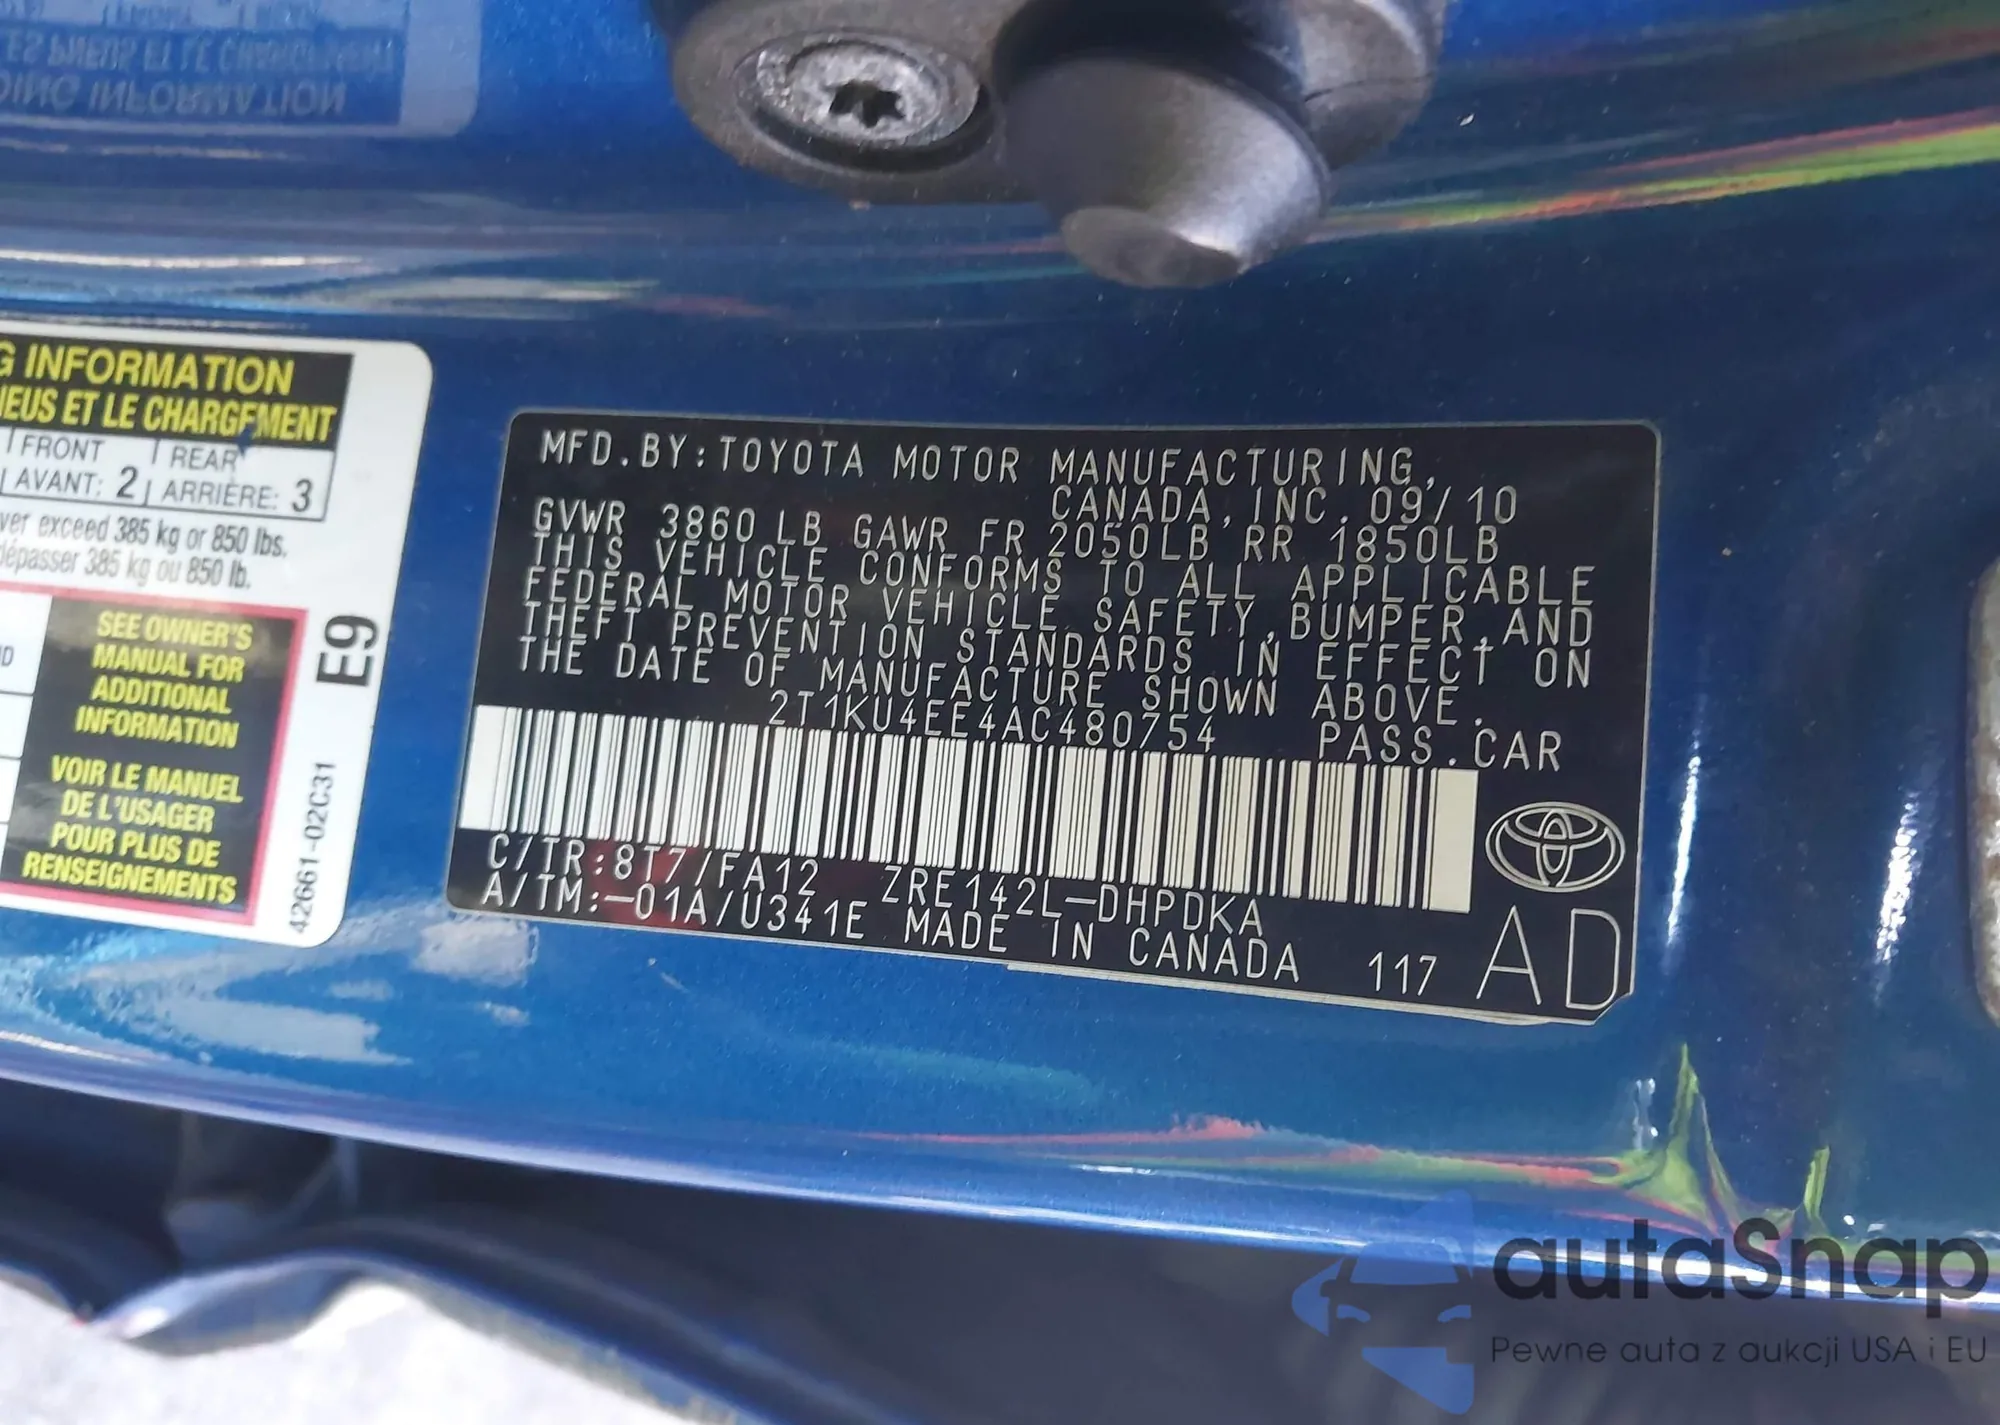 G INFORMATION
NEUS ET LE CHARGEMENT
FRONT REAR
AVANT: 2 ARRIÈRE: 3
ver exceed 385 kg or 850 lbs.
dépasser 385 kg ou 850 lb.
SEE OWNER'S
MANUAL FOR
ADDITIONAL
INFORMATION
VOIR LE MANUEL
DE L'USAGER
POUR PLUS DE
RENSEIGNEMENTS
E9
42661-02C31
MFD.BY:TOYOTA MOTOR MANUFACTURING,
CANADA,INC.09/10
GVWR 3860LB GAWR FR 2050LB RR 1850LB
THIS VEHICLE CONFORMS TO ALL APPLICABLE
FEDERAL MOTOR VEHICLE SAFETY,BUMPER,AND
THEFT PREVENTION STANDARDS IN EFFECT ON
THE DATE OF MANUFACTURE SHOWN ABOVE.
2T1KU4EE4AC480754 PASS.CAR
C/TR:8T7/FA12 ZRE142L-DHPDKA
A/TM:-01A/U341E MADE IN CANADA 117 AD
autaSnap
Pewne auta z aukcji USA i EU